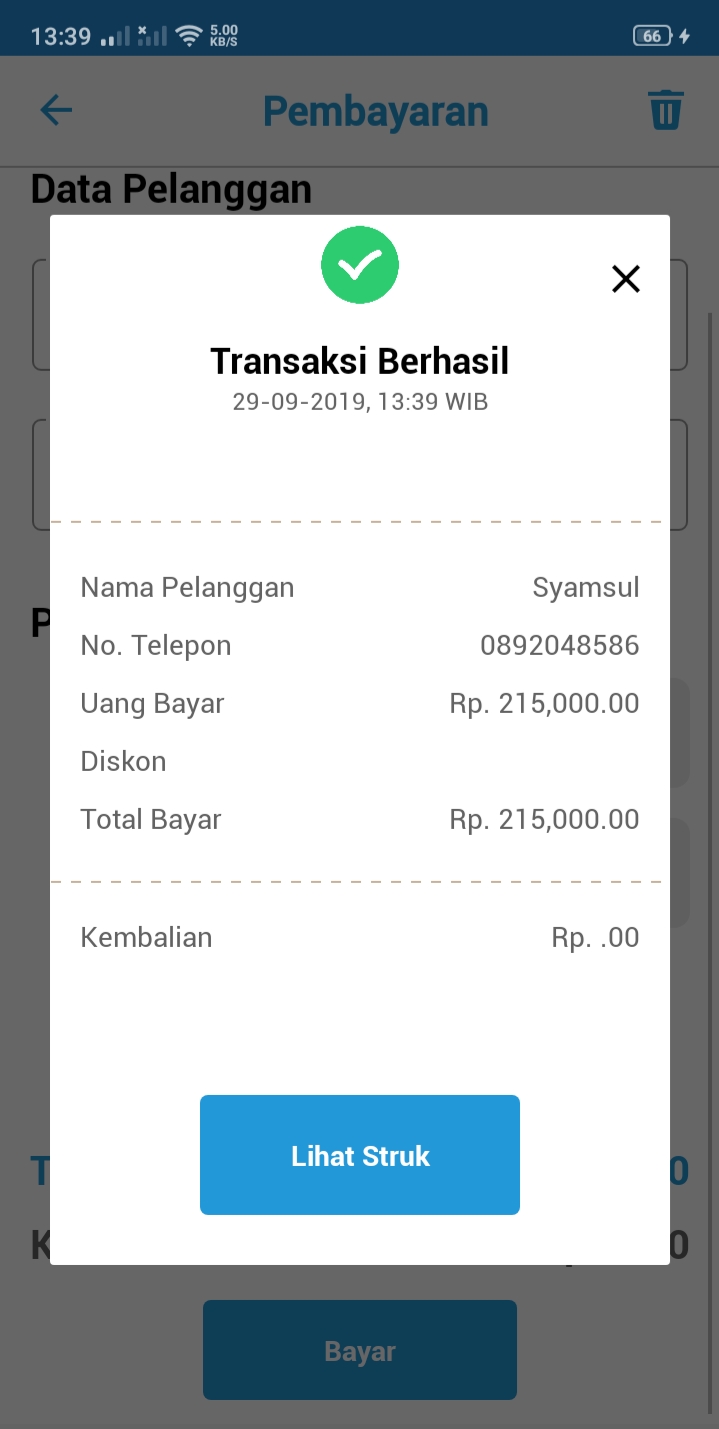 13:39 5.00 KB/S 66
Pembayaran
Data Pelanggan
Transaksi Berhasil
29-09-2019, 13:39 WIB
Nama Pelanggan Syamsul
No. Telepon 0892048586
Uang Bayar Rp. 215,000.00
Diskon
Total Bayar Rp. 215,000.00
Kembalian Rp. .00
Lihat Struk
Bayar